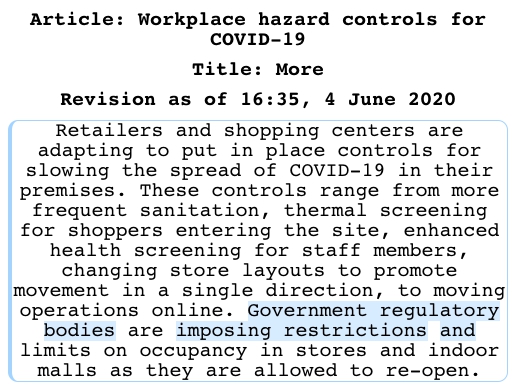 Article: Workplace hazard controls for
COVID-19
Title: More
Revision as of 16:35, 4 June 2020
Retailers and shopping centers are
adapting to put in place controls for
slowing the spread of COVID-19 in their
premises. These controls range from more
frequent sanitation, thermal screening
for shoppers entering the site, enhanced
health screening for staff members,
changing store layouts to promote
movement in a single direction, to moving
operations online. Government regulatory
bodies are imposing restrictions and
limits on occupancy in stores and indoor
malls as they are allowed to re-open.